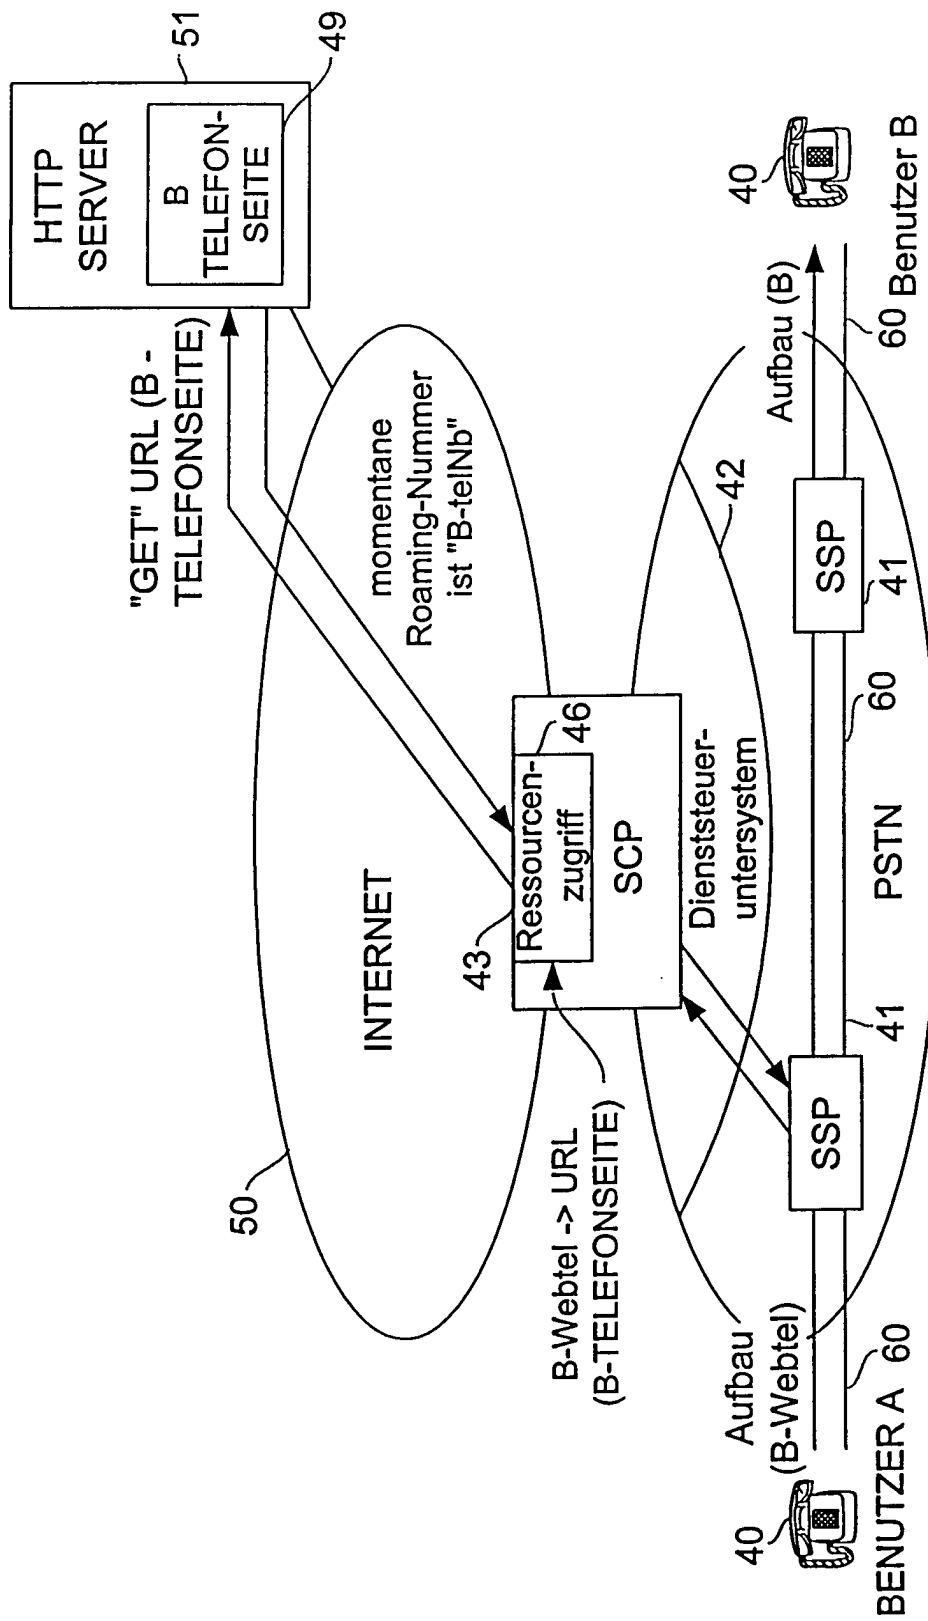 HTTP
SERVER
51
B
TELEFON-
SEITE
49
"GET" URL (B -
TELEFONSEITE)
50
INTERNET
momentane
Roaming-Nummer
ist "B-telNb"
43
Ressourcen-
zugriff
46
SCP
B-Webtel -> URL
(B-TELEFONSEITE)
Dienststeuer-
untersystem
42
Aufbau
(B-Webtel)
Aufbau (B)
40
BENUTZER A
60
SSP
41
PSTN
60
SSP
41
60
40
Benutzer B